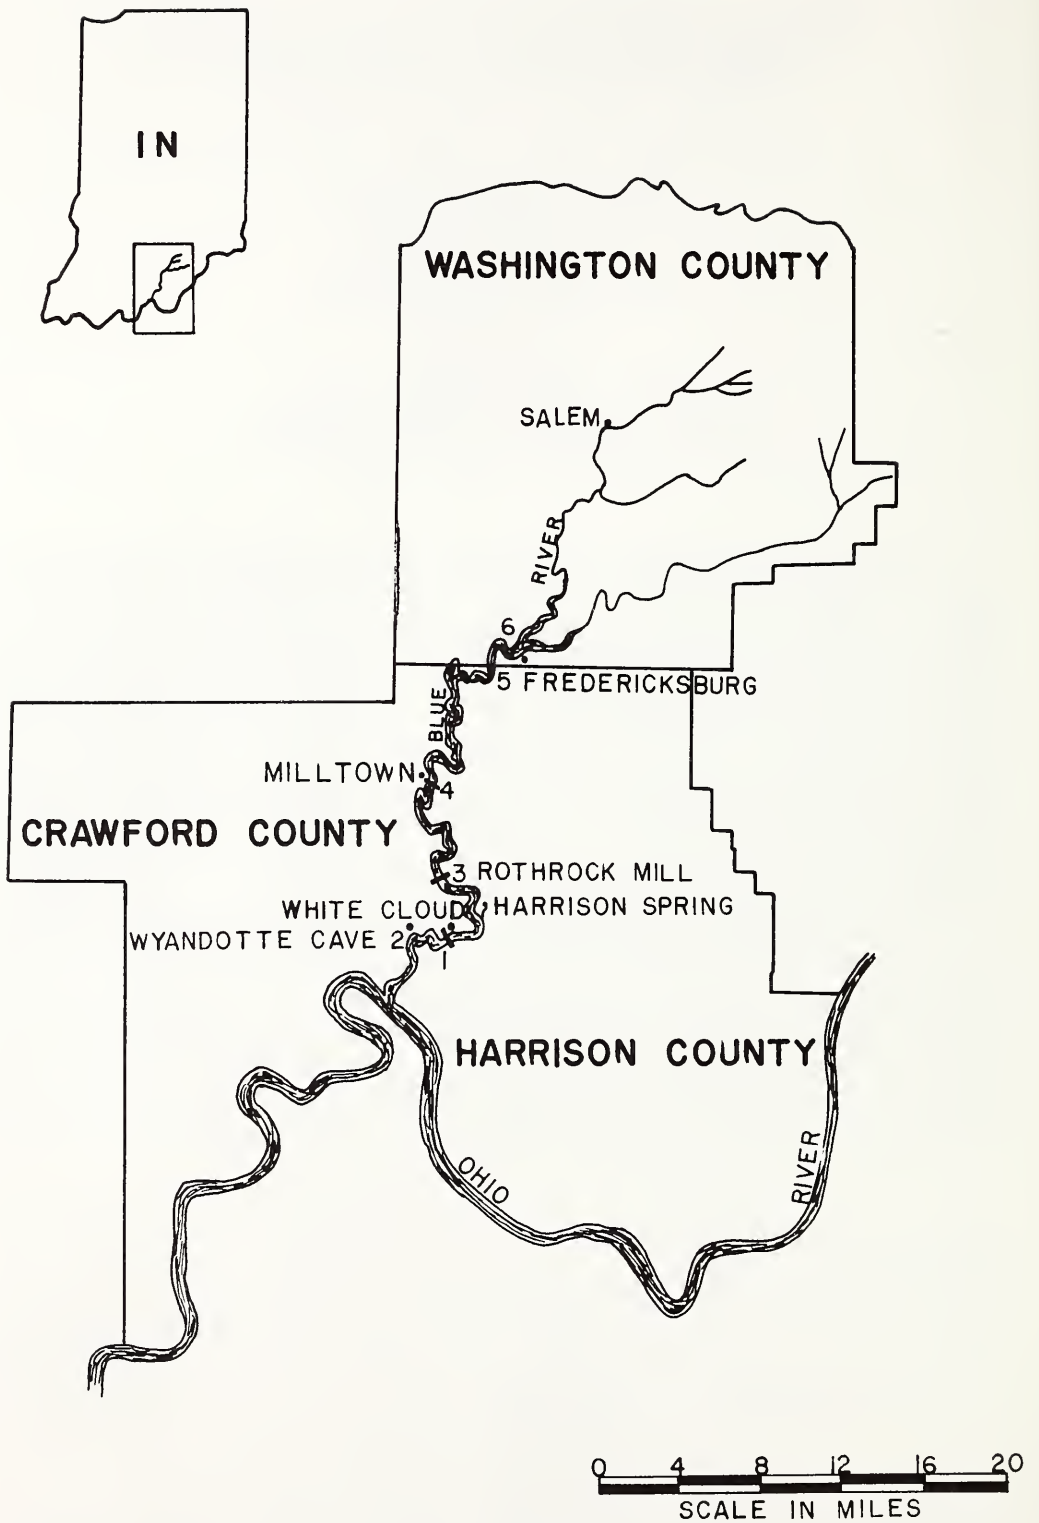 IN
WASHINGTON COUNTY
SALEM
RIVER
6
5 FREDERICKSBURG
BLUE
MILLTOWN
4
CRAWFORD COUNTY
3 ROTHROCK MILL
WHITE CLOUD
HARRISON SPRING
WYANDOTTE CAVE 2
1
HARRISON COUNTY
OHIO
RIVER
0 4 8 12 16 20
SCALE IN MILES